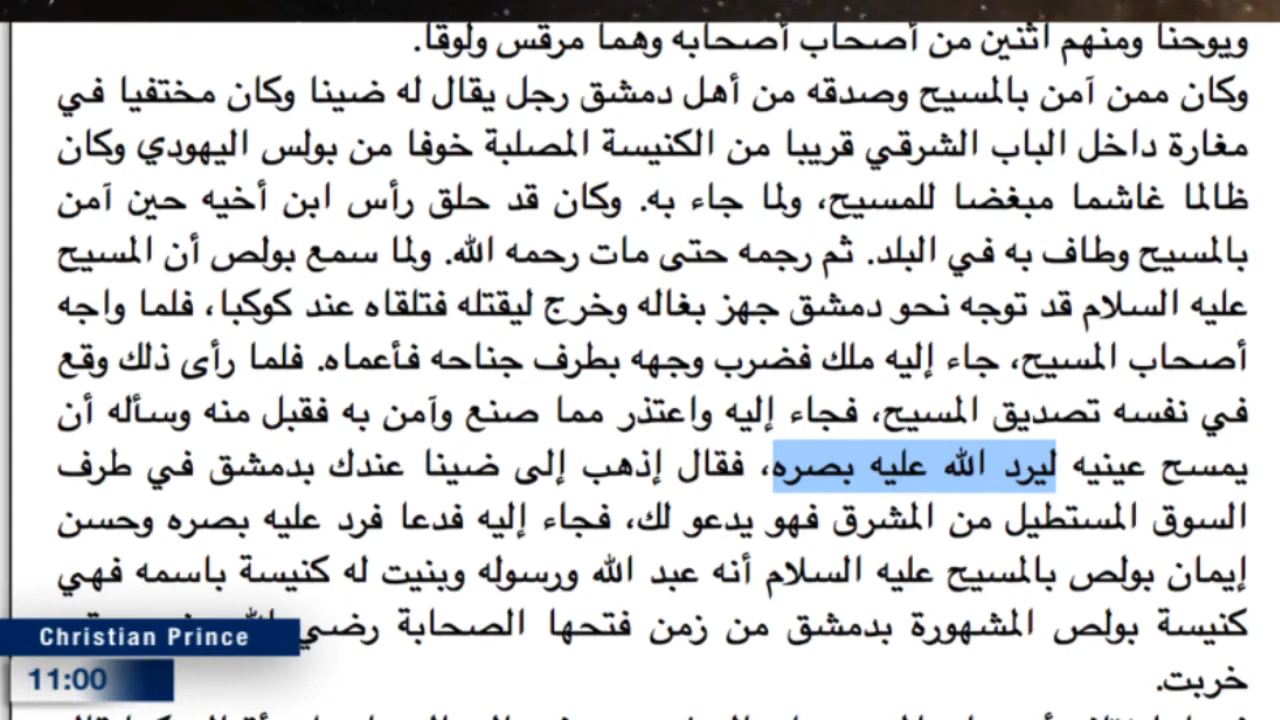 ويوحنا ومنهم اثنين من أصحاب أصحابه وهما مرقس ولوقا.
وكان ممن آمن بالمسيح وصدقه من أهل دمشق رجل يقال له ضينا وكان مختفيا في
مغارة داخل الباب الشرقي قريبا من الكنيسة المصلبة خوفا من بولس اليهودي وكان
ظالما غاشما مبغضا للمسيح، ولما جاء به. وكان قد حلق رأس ابن أخيه حين آمن
بالمسيح وطاف به في البلد. ثم رجمه حتى مات رحمه الله. ولما سمع بولص أن المسيح
عليه السلام قد توجه نحو دمشق جهز بغاله وخرج ليقتله فتلقاه عند كوكبا، فلما واجه
أصحاب المسيح، جاء إليه ملك فضرب وجهه بطرف جناحه فأعماه. فلما رأى ذلك وقع
في نفسه تصديق المسيح، فجاء إليه واعتذر مما صنع وآمن به فقبل منه وسأله أن
يمسح عينيه ليرد الله عليه بصره، فقال إذهب إلى ضينا عندك بدمشق في طرف
السوق المستطيل من المشرق فهو يدعو لك، فجاء إليه فدعا فرد عليه بصره وحسن
إيمان بولص بالمسيح عليه السلام أنه عبد الله ورسوله وبنيت له كنيسة باسمه فهي
كنيسة بولص المشهورة بدمشق من زمن فتحها الصحابة رضي
خربت.
Christian Prince
11:00